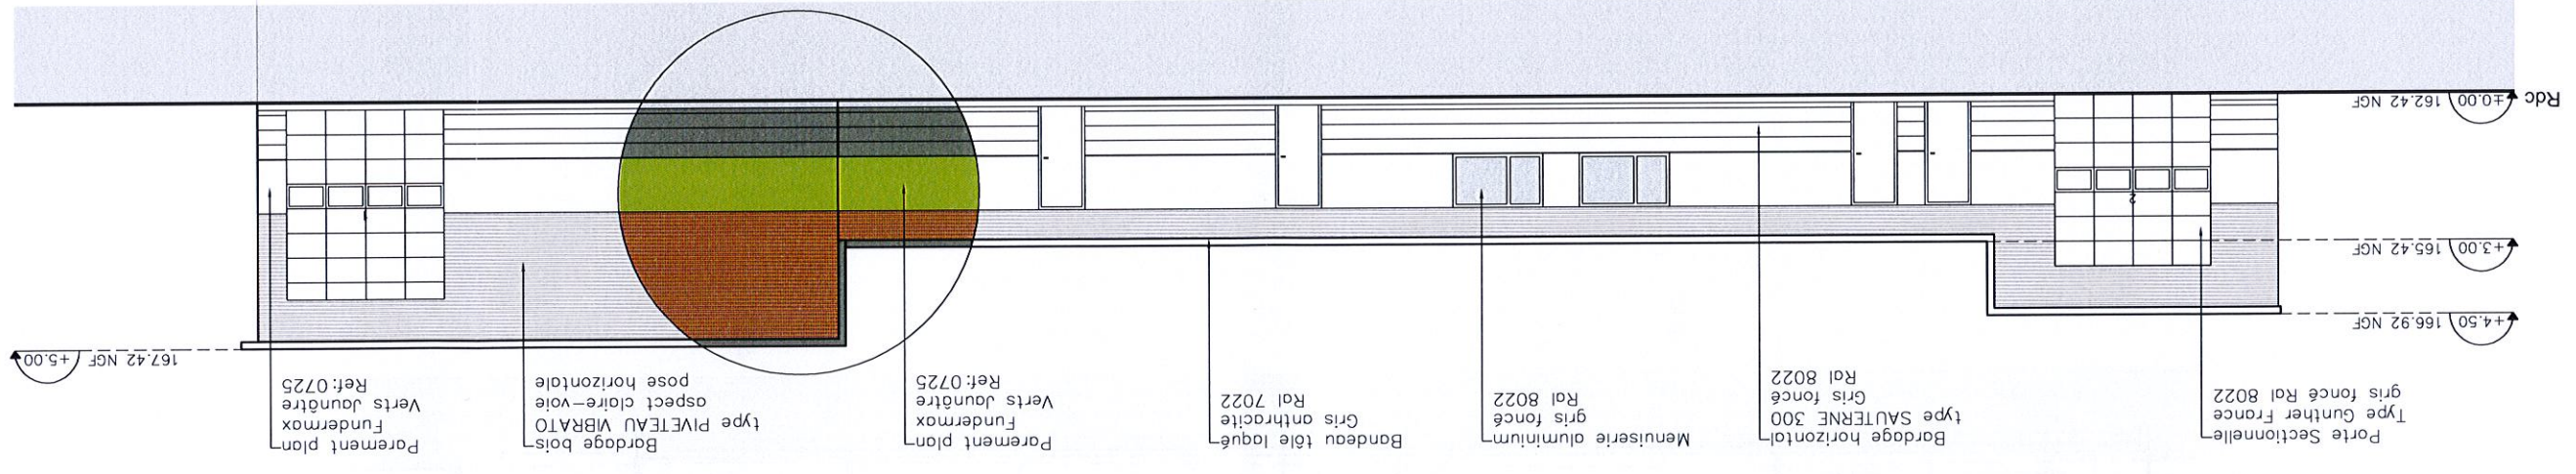 Porte Sectionnelle
Type Gunther France
gris foncé Ral 8022
Bardage horizontal
type SAUTERNE 300
Gris foncé
Ral 8022
Menuiserie aluminium
gris foncé
Ral 8022
Bandeau tôle laqué
Gris anthracite
Ral 7022
Parement plan
Fundermax
Verts Jaunâtre
Ref:0725
Bardage bois
type PIVETEAU VIBRATO
aspect claire-voie
pose horizontale
Parement plan
Fundermax
Verts Jaunâtre
Ref:0725
167.42 NGF +5.00
+4.50 166.92 NGF
+3.00 165.42 NGF
2
Rdc ±0.00 162.42 NGF